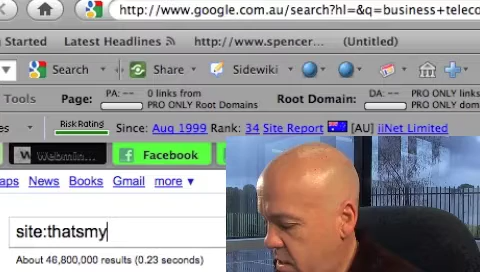 http://www.google.com.au/search?hl=&q=business+teleco
g Started Latest Headlines http://www.spencer... (Untitled)
Search Share Sidewiki
Tools Page: PA: -- 0 links from PRO ONLY Root Domains Root Domain: DA: -- PRO ONLY links PRO ONLY Root Domains
es Risk Rating Since: Aug 1999 Rank: 34 Site Report [AU] iiNet Limited
Webmin... Facebook
aps News Books Gmail more
site:thatsmy
About 46,800,000 results (0.23 seconds)